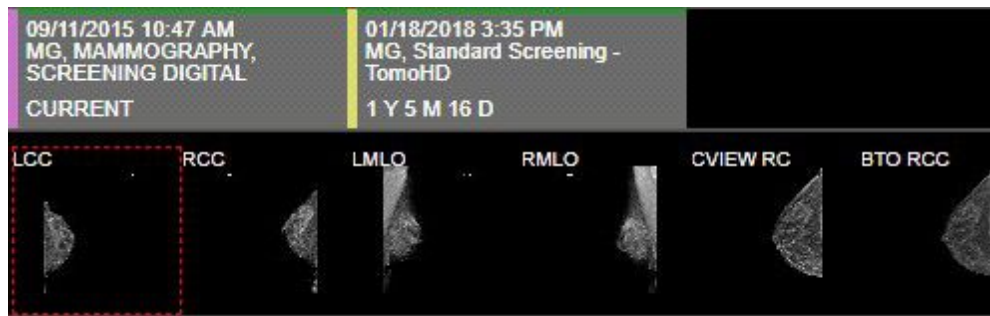 09/11/2015 10:47 AM
MG, MAMMOGRAPHY,
SCREENING DIGITAL
CURRENT
01/18/2018 3:35 PM
MG, Standard Screening -
TomoHD
1 Y 5 M 16 D
LCC
RCC
LMLO
RMLO
CVIEW RC
BTO RCC